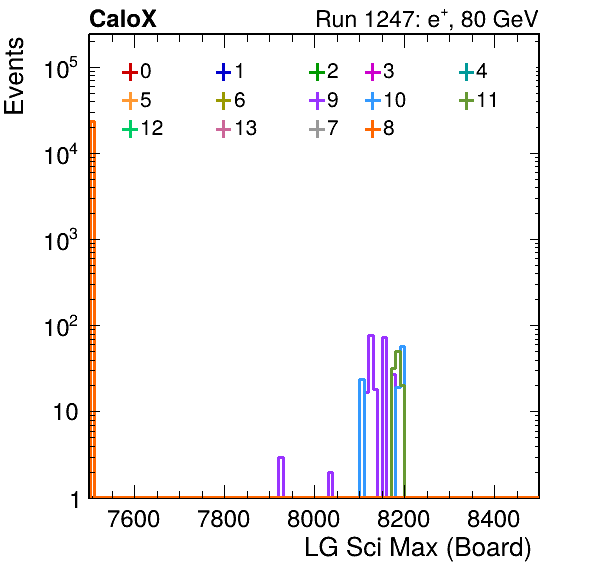 CaloX Run 1247: e⁺, 80 GeV
Events
10⁵
10⁴
10³
10²
10
1
0 1 2 3 4
5 6 9 10 11
12 13 7 8
7600 7800 8000 8200 8400
LG Sci Max (Board)